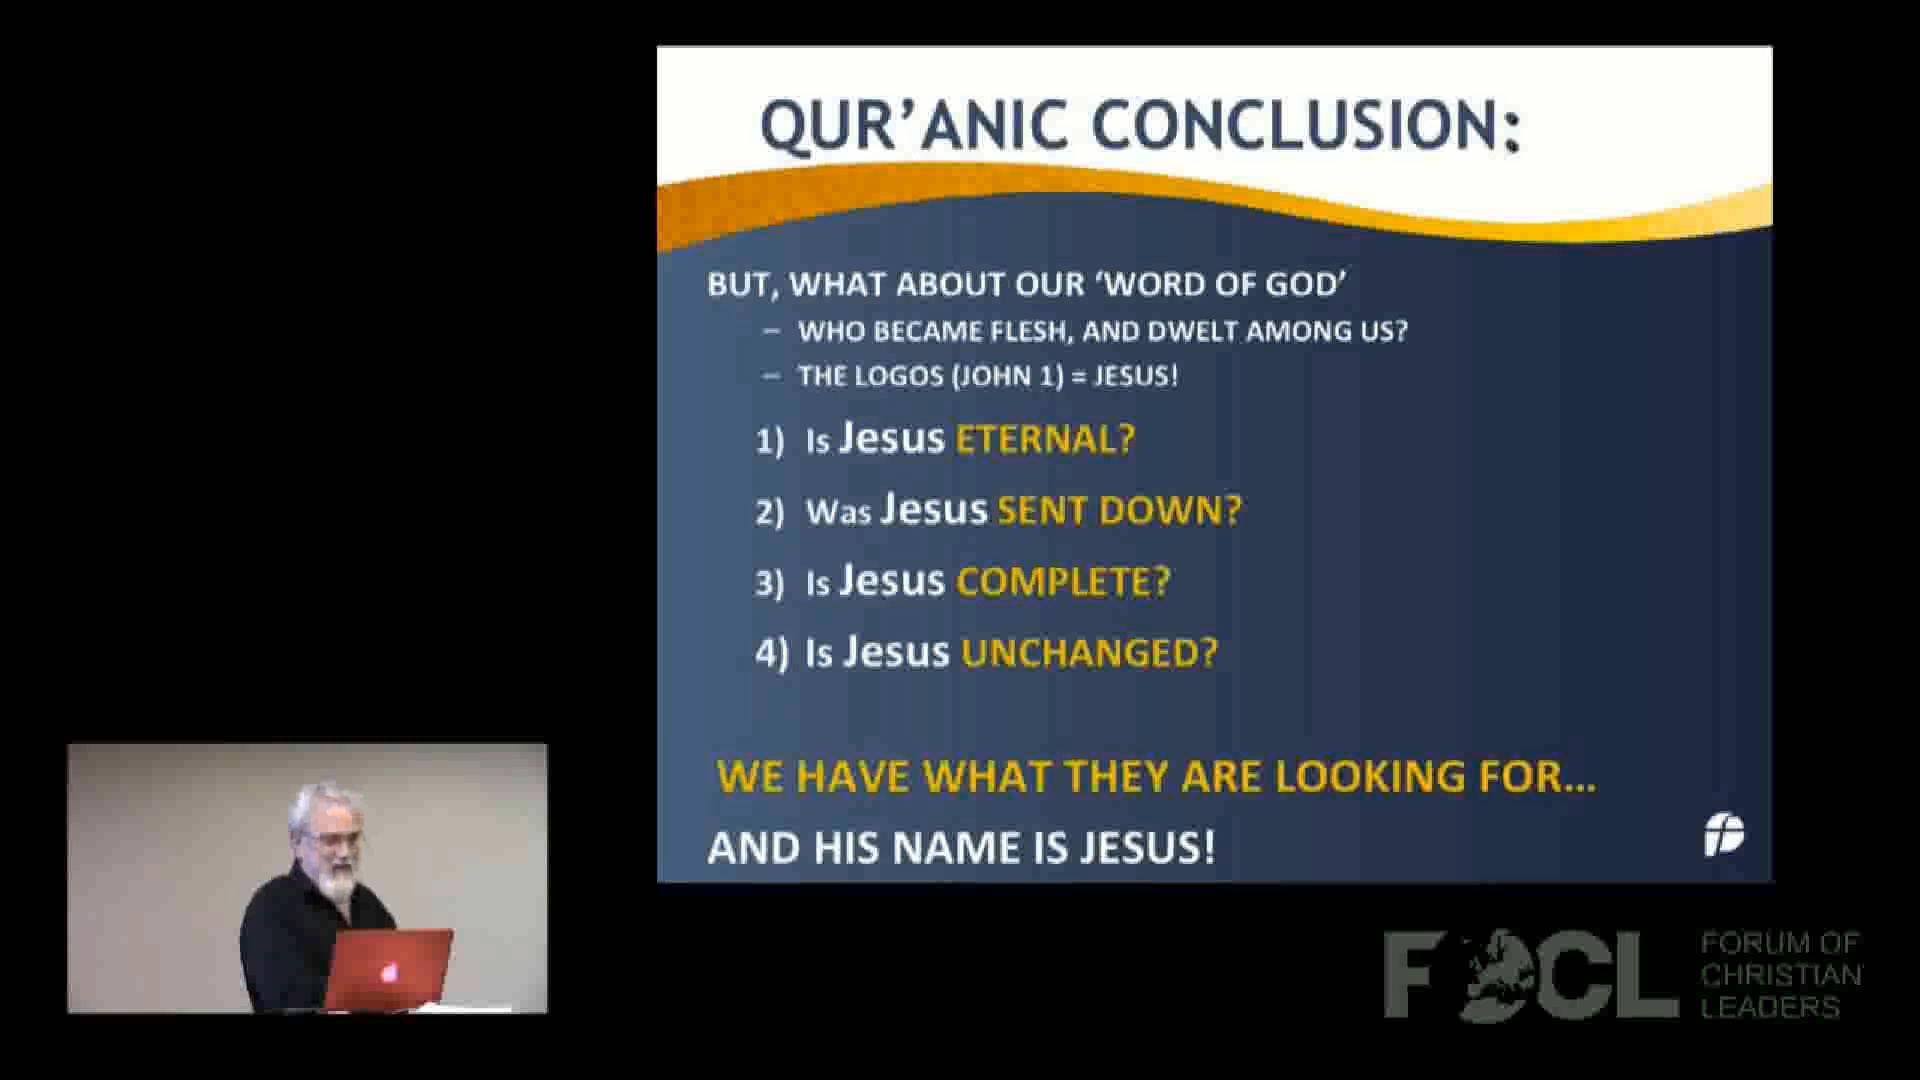 QUR’ANIC CONCLUSION:
BUT, WHAT ABOUT OUR ‘WORD OF GOD’
– WHO BECAME FLESH, AND DWELT AMONG US?
– THE LOGOS (JOHN 1) = JESUS!
1) Is Jesus ETERNAL?
2) Was Jesus SENT DOWN?
3) Is Jesus COMPLETE?
4) Is Jesus UNCHANGED?
WE HAVE WHAT THEY ARE LOOKING FOR...
AND HIS NAME IS JESUS!
FOCL
FORUM OF
CHRISTIAN
LEADERS